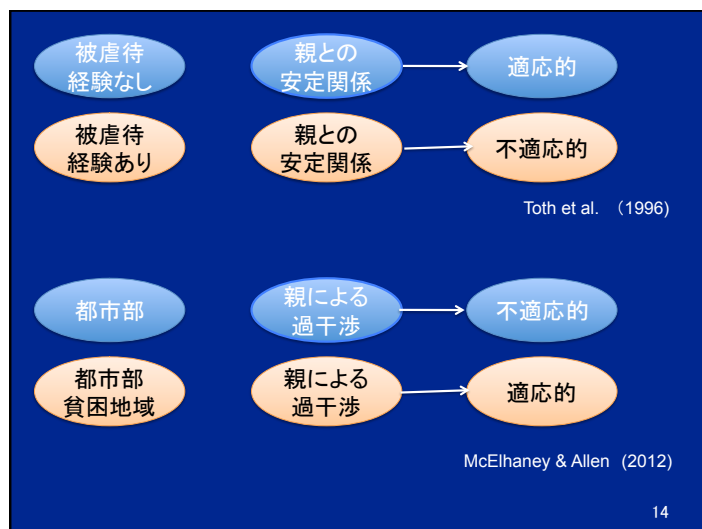 被虐待
経験なし
親との
安定関係
適応的
被虐待
経験あり
親との
安定関係
不適応的
Toth et al. （1996)
都市部
親による
過干渉
不適応的
都市部
貧困地域
親による
過干渉
適応的
McElhaney & Allen (2012)
14